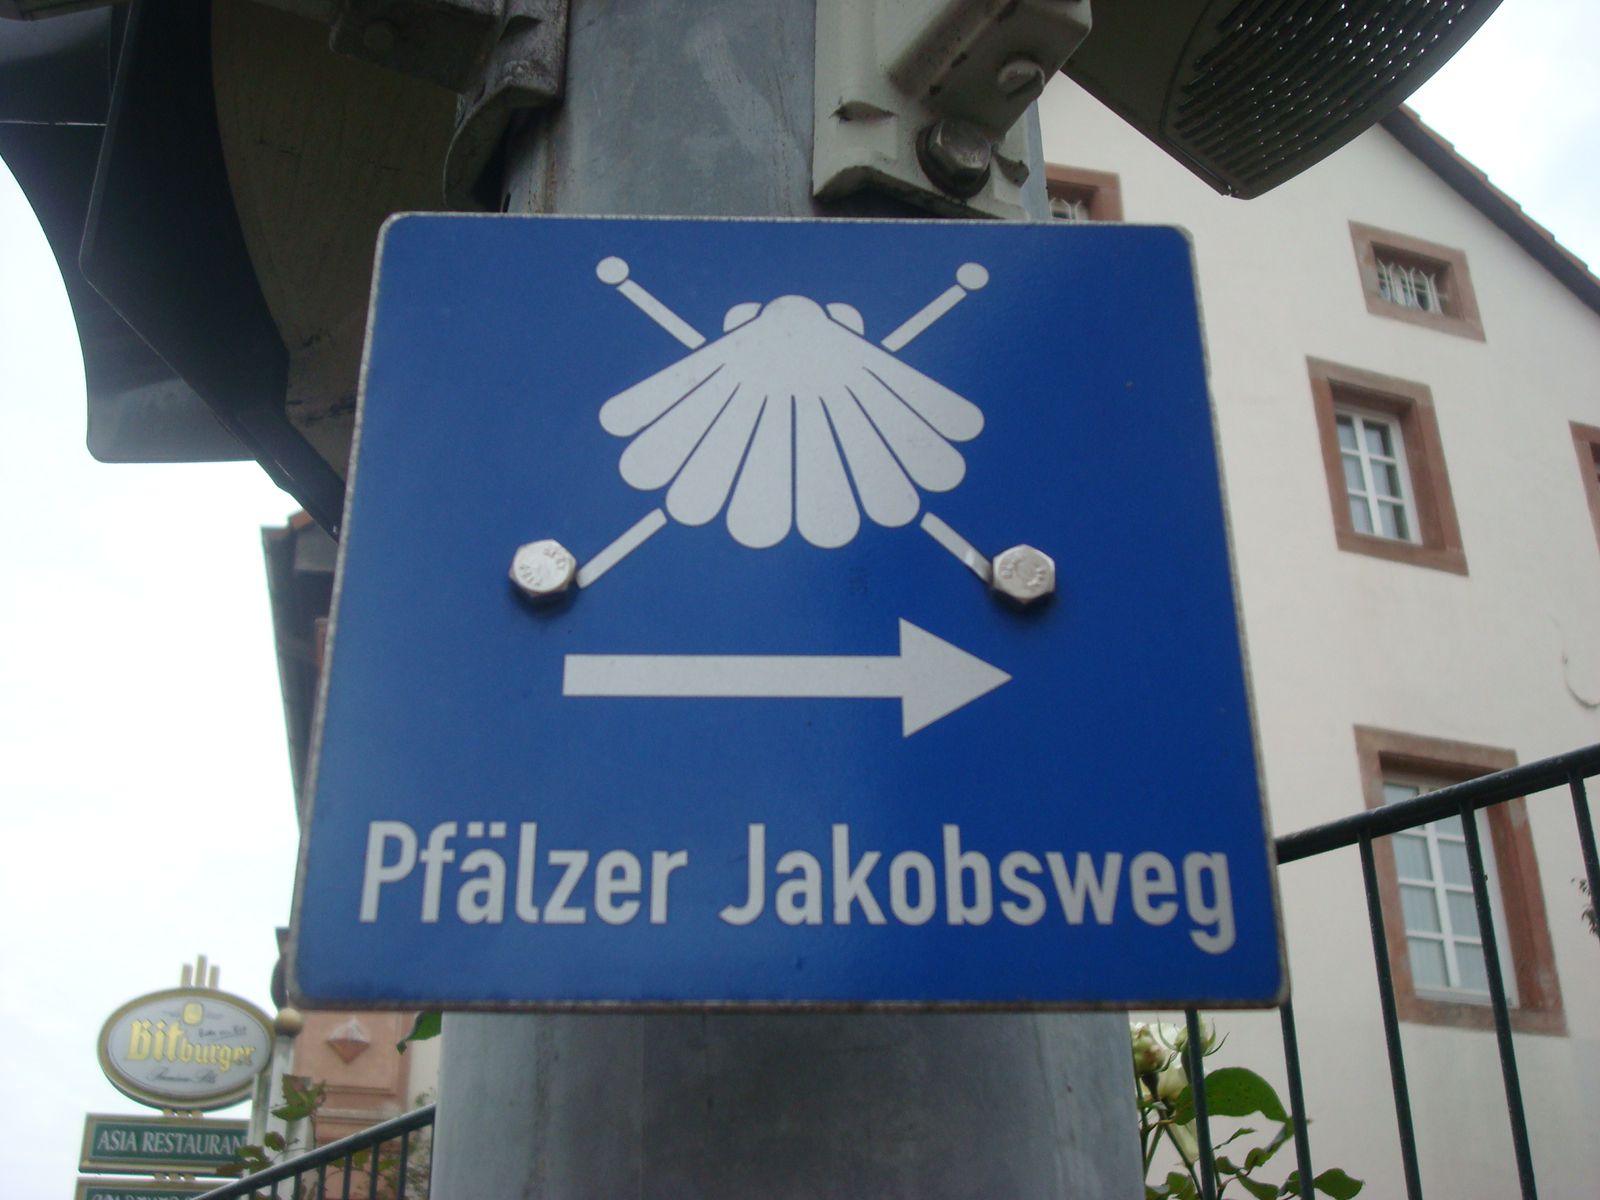 Pfälzer Jakobsweg
Bitburger
ASIA RESTAURAN